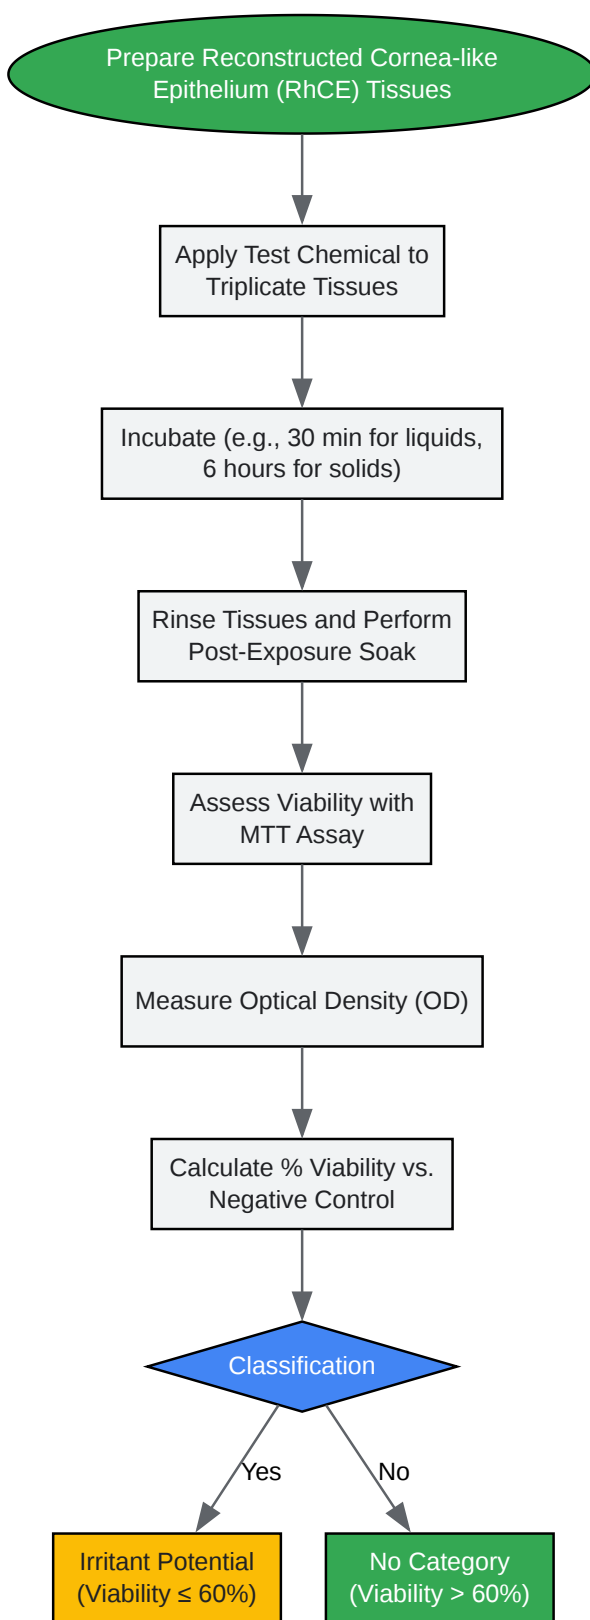 Prepare Reconstructed Cornea-like
Epithelium (RhCE) Tissues
Apply Test Chemical to
Triplicate Tissues
Incubate (e.g., 30 min for liquids,
6 hours for solids)
Rinse Tissues and Perform
Post-Exposure Soak
Assess Viability with
MTT Assay
Measure Optical Density (OD)
Calculate % Viability vs.
Negative Control
Classification
Yes
No
Irritant Potential
(Viability ≤ 60%)
No Category
(Viability > 60%)